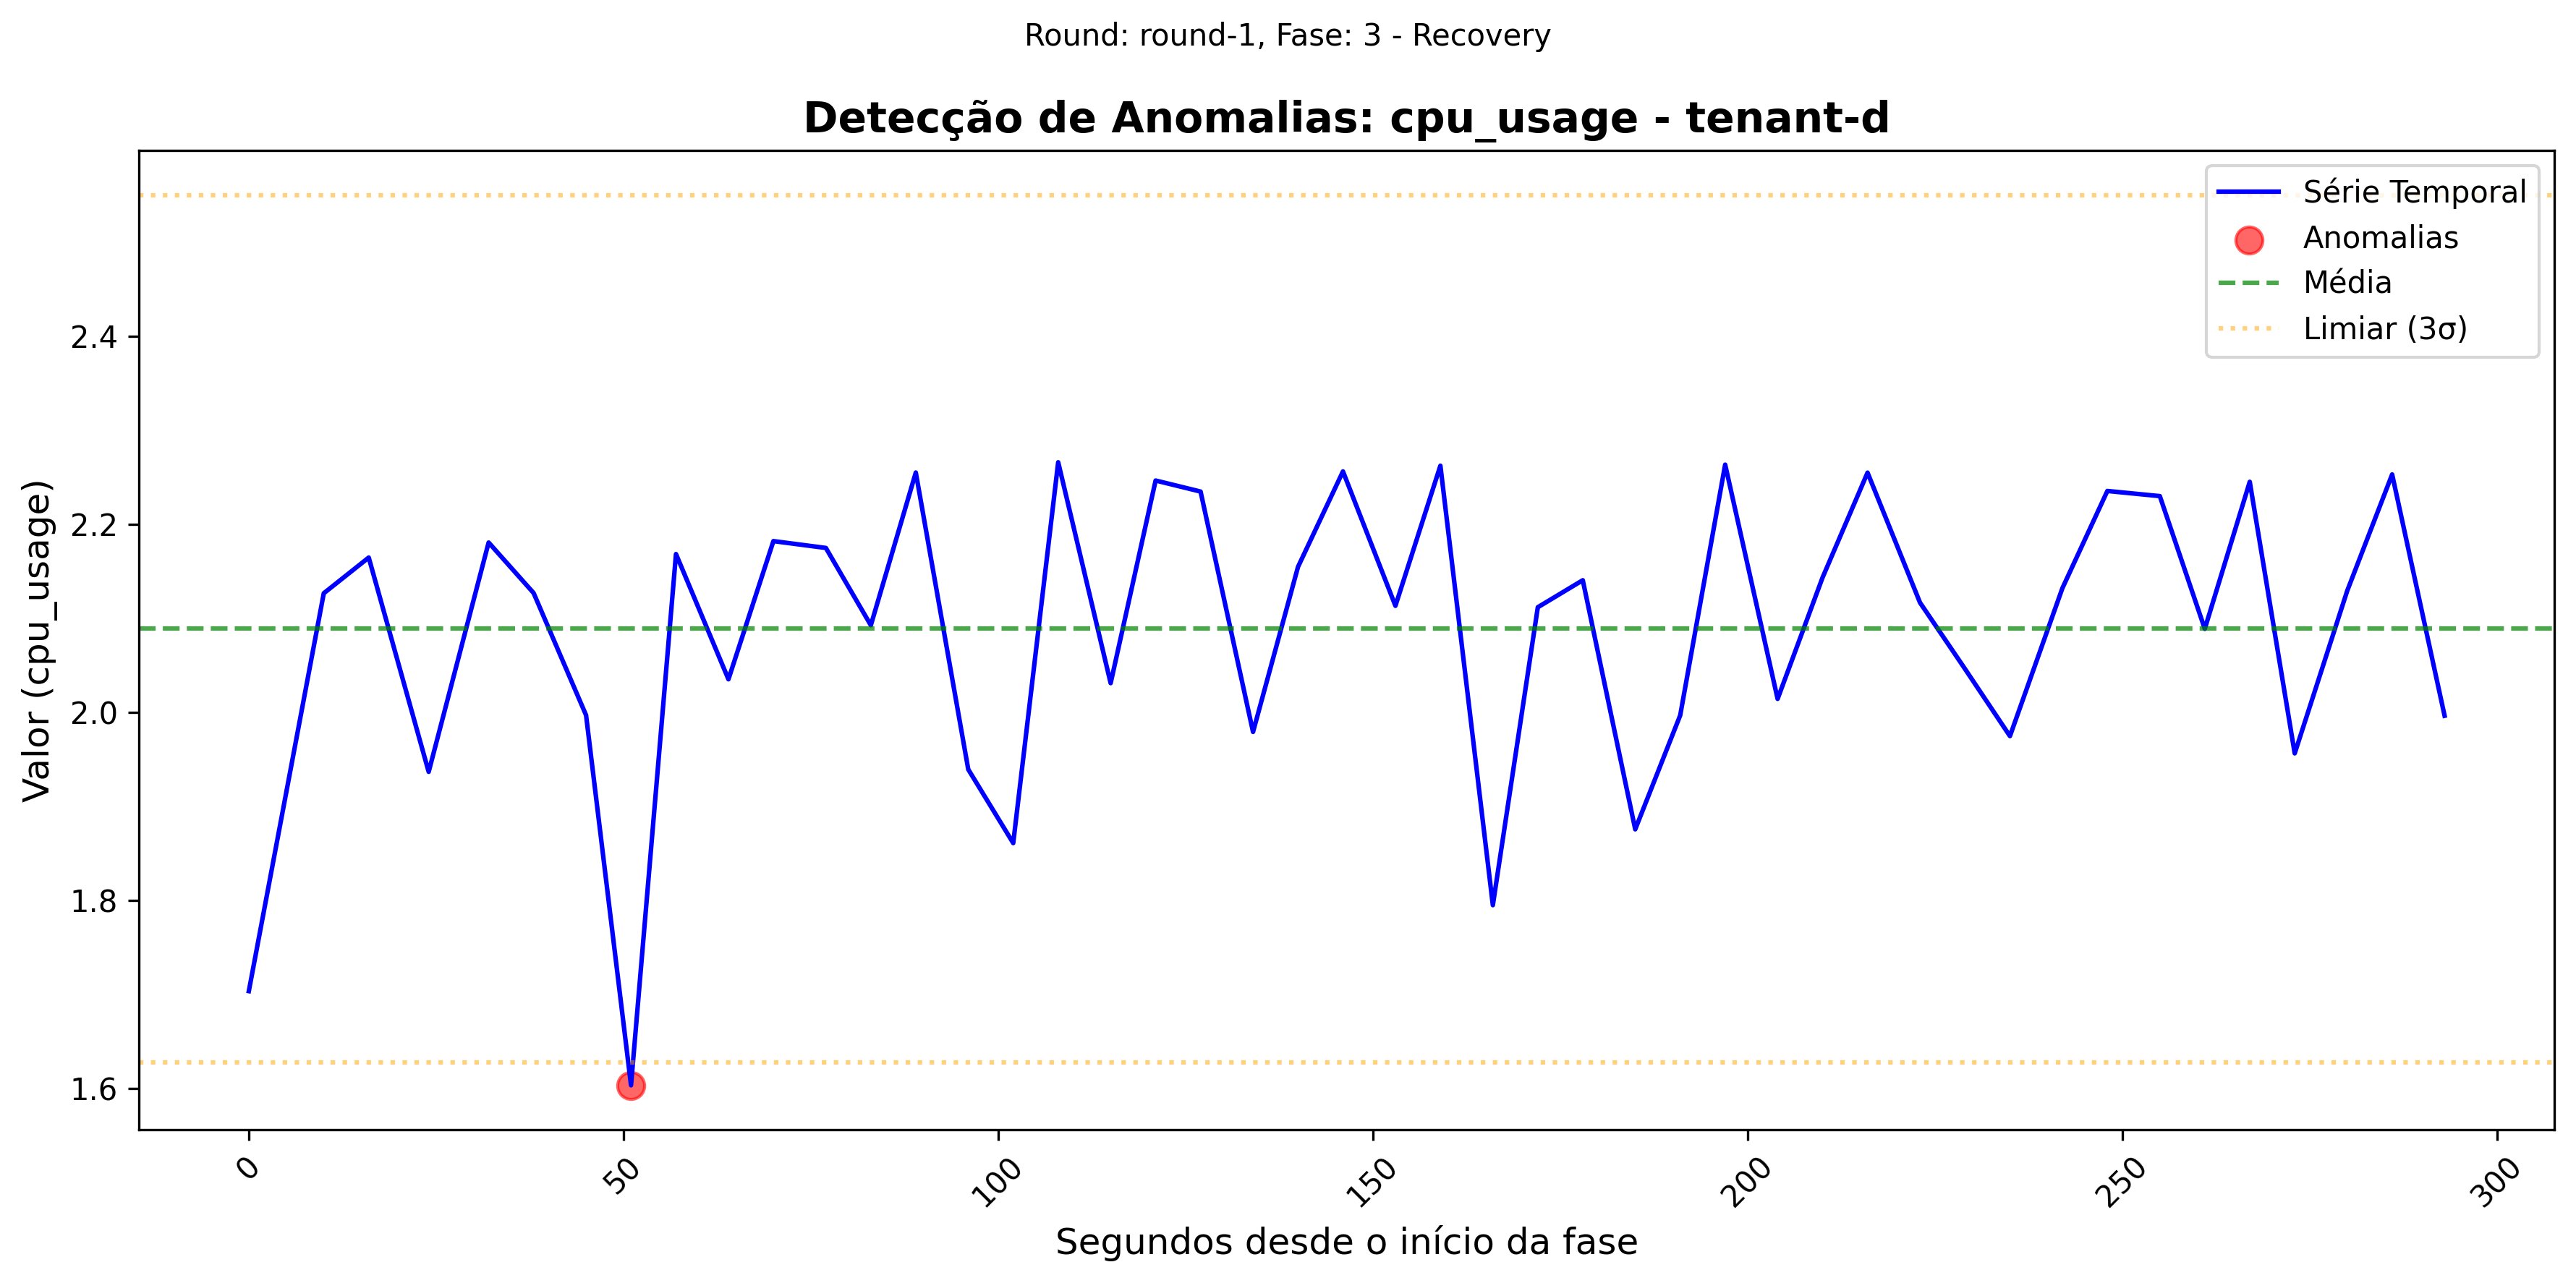 Round: round-1, Fase: 3 - Recovery
Detecção de Anomalias: cpu_usage - tenant-d
Série Temporal
Anomalias
Média
Limiar (3σ)
Valor (cpu_usage)
2.4
2.2
2.0
1.8
1.6
0
50
100
150
200
250
300
Segundos desde o início da fase